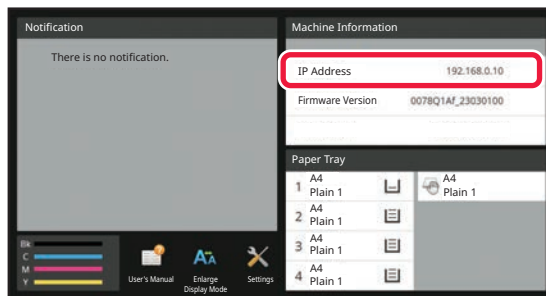 Notification
There is no notification.
Machine Information
IP Address 192.168.0.10
Firmware Version 0078Q1Af_23030100
Paper Tray
1 A4
Plain 1
A4
Plain 1
2 A4
Plain 1
3 A4
Plain 1
4 A4
Plain 1
Bk
C
M
Y
User's Manual
Enlarge
Display Mode
Settings